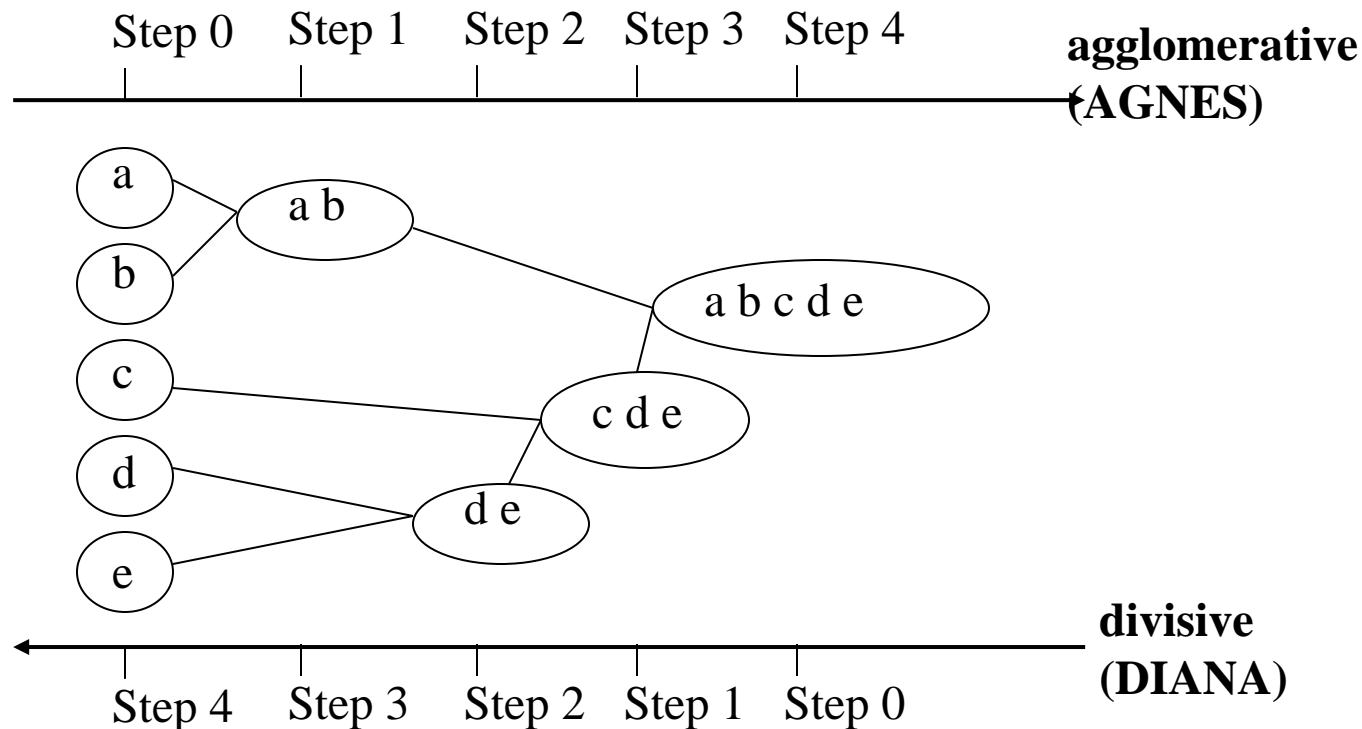 Step 0 Step 1 Step 2 Step 3 Step 4
agglomerative
(AGNES)
a
a b
b
a b c d e
c
c d e
d
d e
e
divisive
(DIANA)
Step 4 Step 3 Step 2 Step 1 Step 0